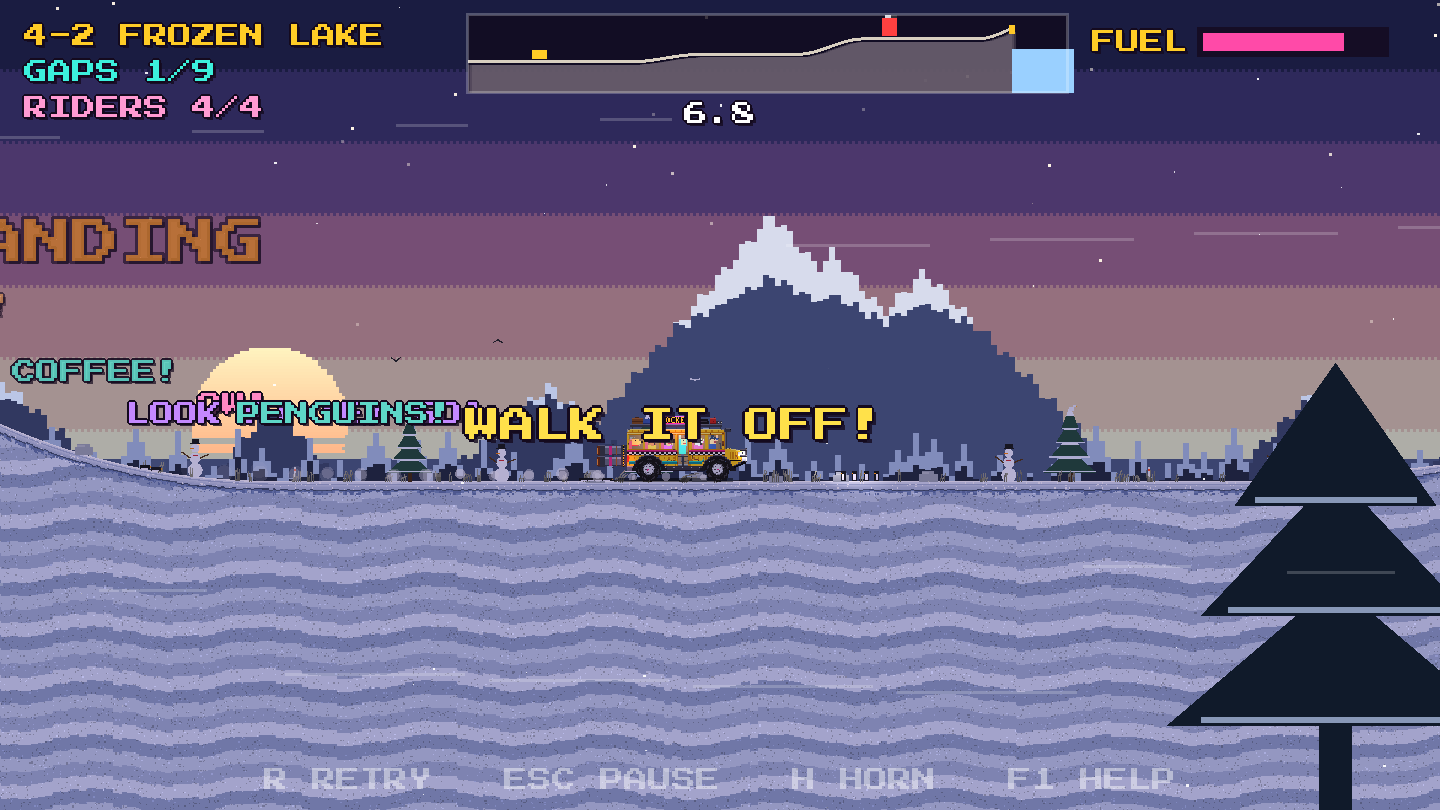 4-2 FROZEN LAKE
GAPS 1/9
RIDERS 4/4
6.8
FUEL
ANDING
COFFEE!
OW!
LOOK PENGUINS!
WALK IT OFF!
R RETRY ESC PAUSE H HORN F1 HELP